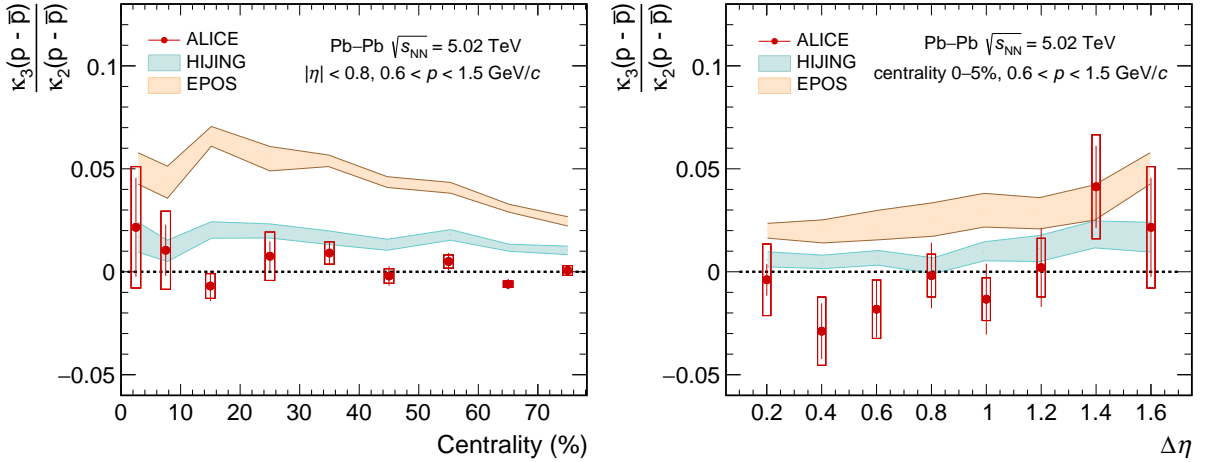 κ3(p - p̅)
κ2(p - p̅)
0.1
0.05
0
−0.05
ALICE
HIJING
EPOS
Pb–Pb √sNN = 5.02 TeV
|η| < 0.8, 0.6 < p < 1.5 GeV/c
0 10 20 30 40 50 60 70
Centrality (%)
κ3(p - p̅)
κ2(p - p̅)
0.1
0.05
0
−0.05
ALICE
HIJING
EPOS
Pb–Pb √sNN = 5.02 TeV
centrality 0–5%, 0.6 < p < 1.5 GeV/c
0.2 0.4 0.6 0.8 1 1.2 1.4 1.6
Δη